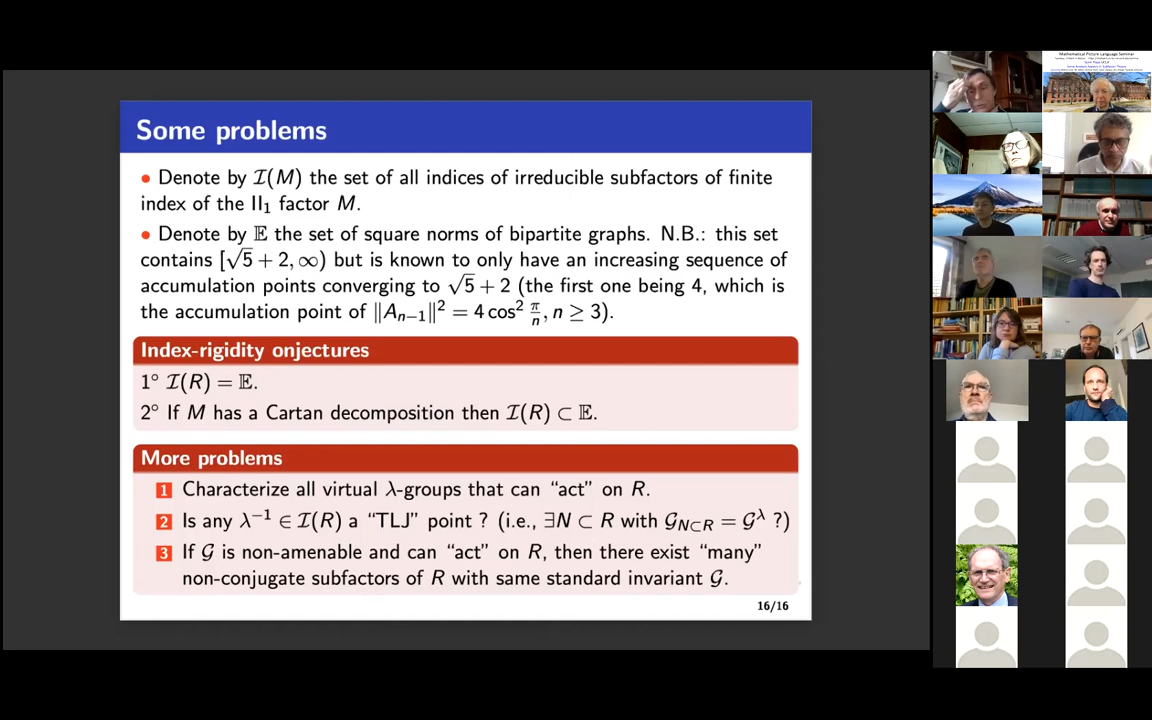 Some problems
• Denote by 𝓘(M) the set of all indices of irreducible subfactors of finite
index of the II₁ factor M.
• Denote by 𝔼 the set of square norms of bipartite graphs. N.B.: this set
contains [√5 + 2, ∞) but is known to only have an increasing sequence of
accumulation points converging to √5 + 2 (the first one being 4, which is
the accumulation point of ‖Aₙ₋₁‖² = 4 cos² π/n, n ≥ 3).
Index-rigidity onjectures
1° 𝓘(R) = 𝔼.
2° If M has a Cartan decomposition then 𝓘(R) ⊂ 𝔼.
More problems
1 Characterize all virtual λ-groups that can “act” on R.
2 Is any λ⁻¹ ∈ 𝓘(R) a “TLJ” point ? (i.e., ∃N ⊂ R with 𝒢_{N⊂R} = 𝒢^λ ?)
3 If 𝒢 is non-amenable and can “act” on R, then there exist “many”
non-conjugate subfactors of R with same standard invariant 𝒢.
16/16
Mathematical Picture Language Seminar